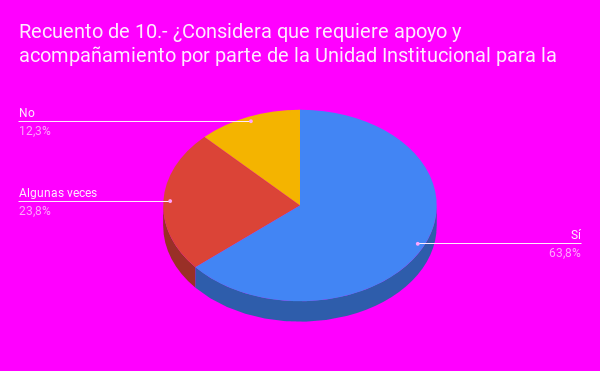 Recuento de 10.- ¿Considera que requiere apoyo y
acompañamiento por parte de la Unidad Institucional para la
No
12,3%
Algunas veces
23,8%
Sí
63,8%